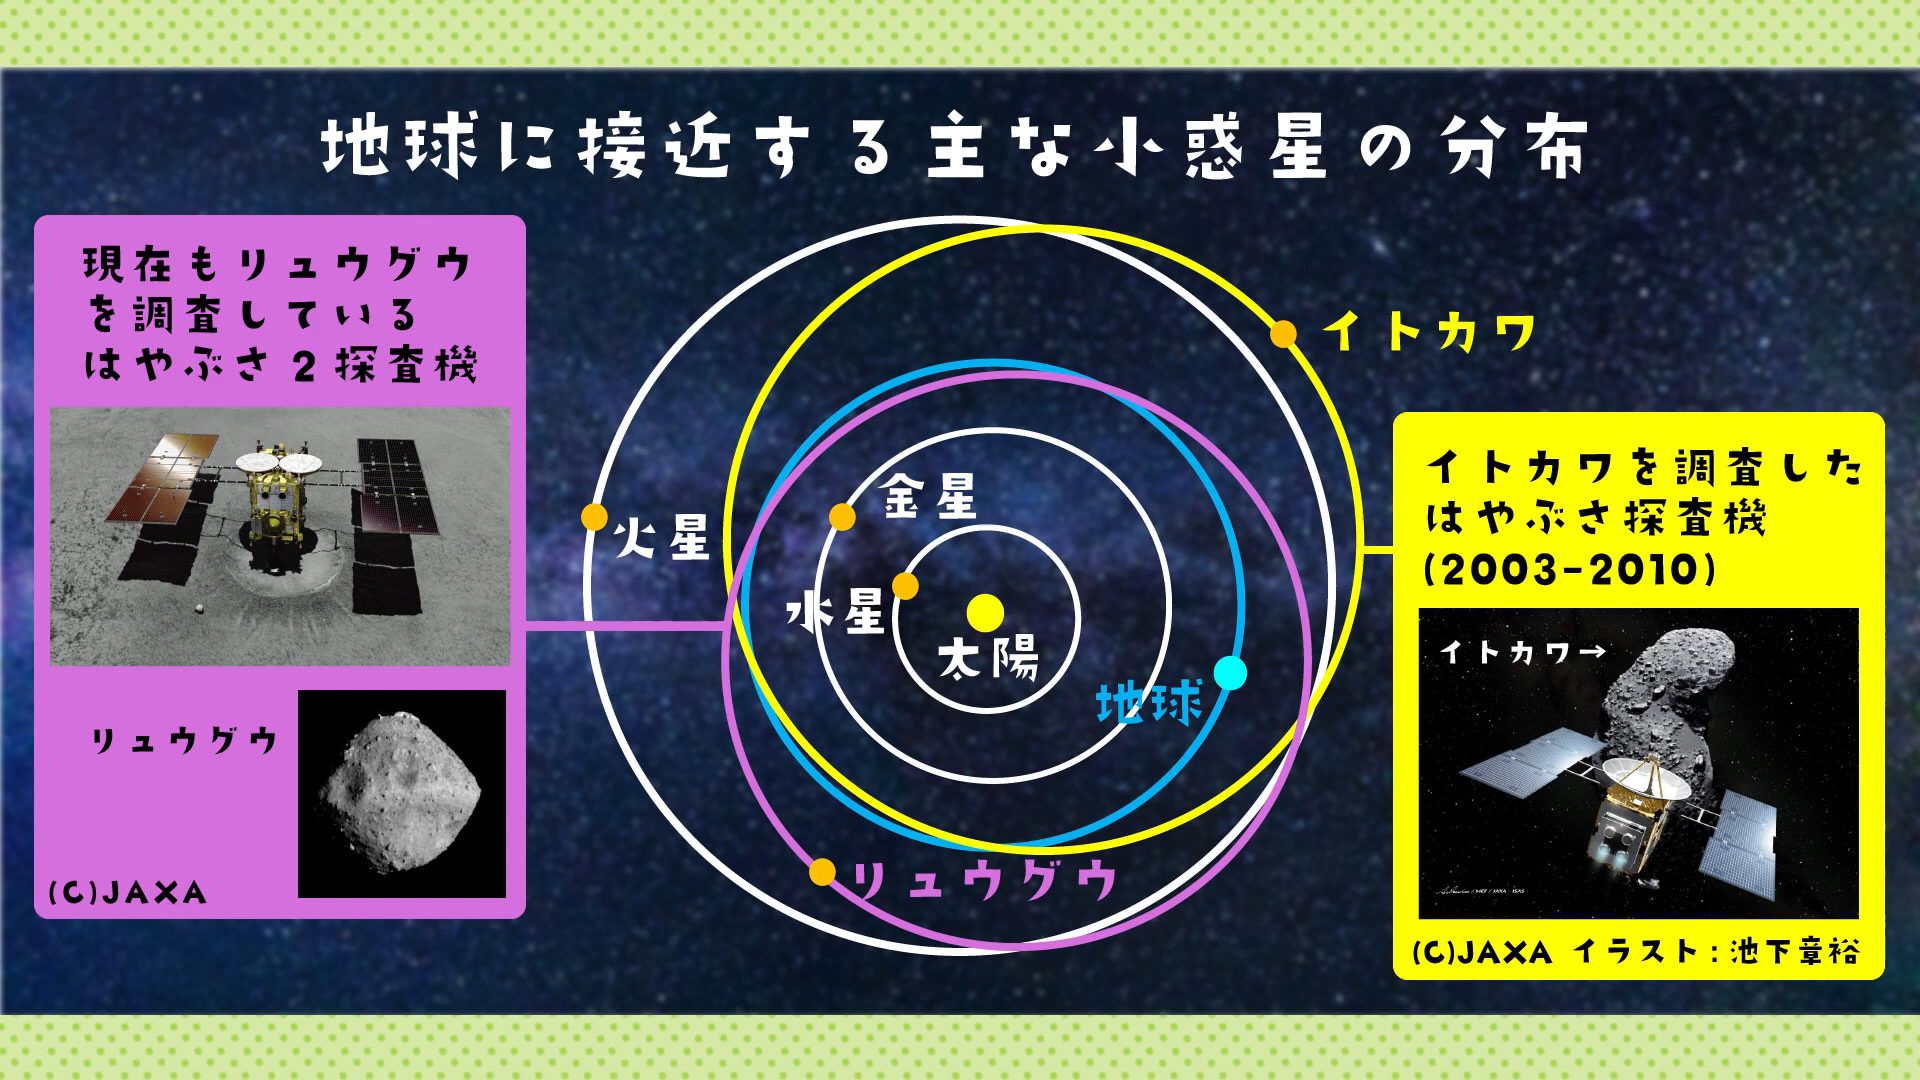 地球に接近する主な小惑星の分布
現在もリュウグウ
を調査している
はやぶさ2探査機
リュウグウ
(C)JAXA
イトカワ
火星
金星
水星
太陽
地球
リュウグウ
イトカワを調査した
はやぶさ探査機
(2003-2010)
イトカワ→
(C)JAXA イラスト:池下章裕